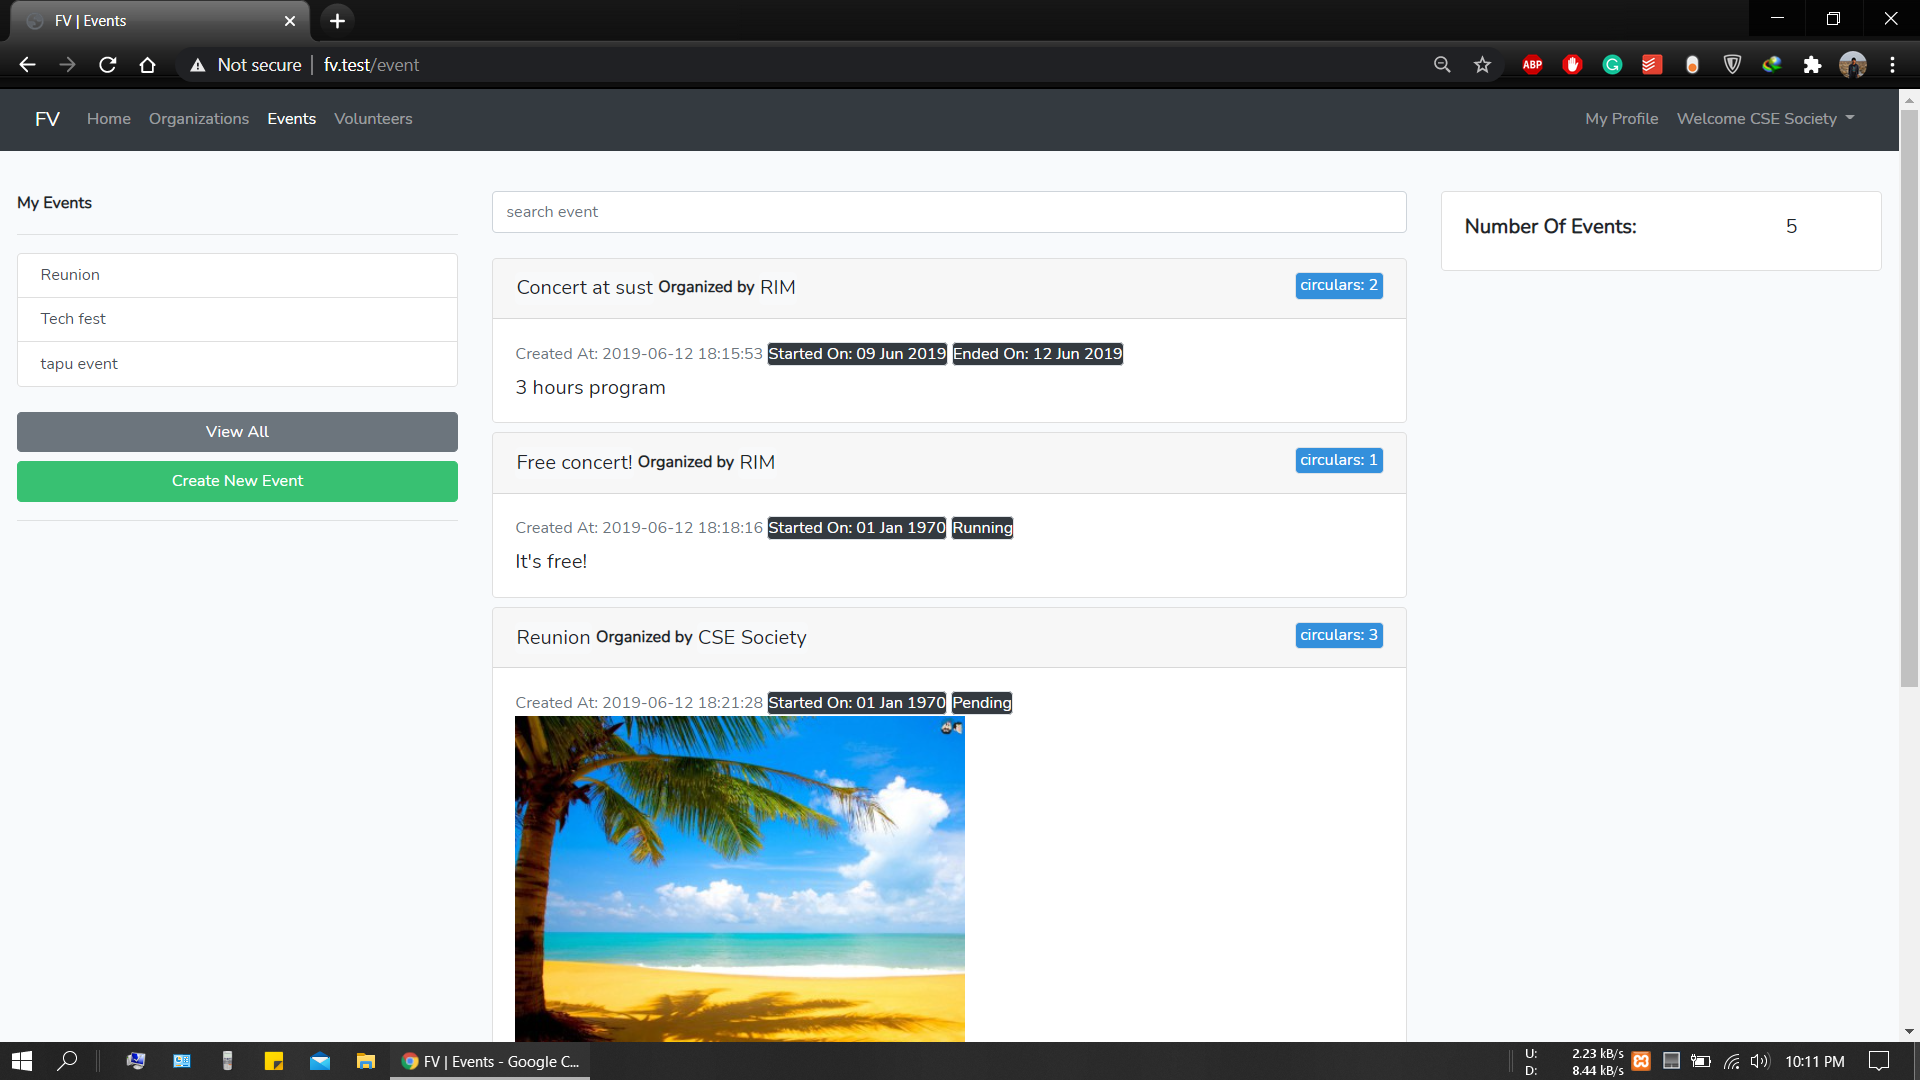 FV | Events
Not secure | fv.test/event
ABP
FV Home Organizations Events Volunteers My Profile Welcome CSE Society
My Events
Reunion
Tech fest
tapu event
View All
Create New Event
search event
Concert at sust Organized by RIM circulars: 2
Created At: 2019-06-12 18:15:53 Started On: 09 Jun 2019 Ended On: 12 Jun 2019
3 hours program
Free concert! Organized by RIM circulars: 1
Created At: 2019-06-12 18:18:16 Started On: 01 Jan 1970 Running
It's free!
Reunion Organized by CSE Society circulars: 3
Created At: 2019-06-12 18:21:28 Started On: 01 Jan 1970 Pending
Number Of Events: 5
FV | Events - Google C...
U: 2.23 kB/s
D: 8.44 kB/s
10:11 PM